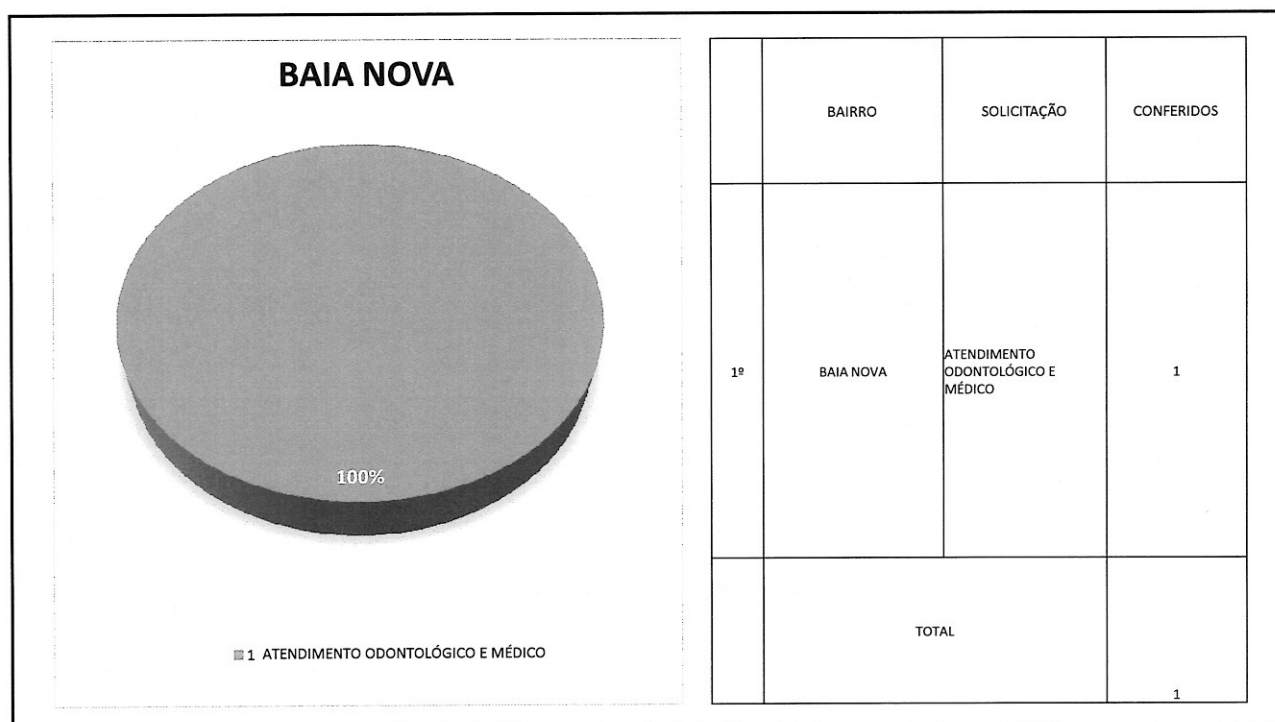 BAIA NOVA
100%
1 ATENDIMENTO ODONTOLÓGICO E MÉDICO
BAIRRO SOLICITAÇÃO CONFERIDOS
1º BAIA NOVA ATENDIMENTO
ODONTOLÓGICO E
MÉDICO 1
TOTAL
1